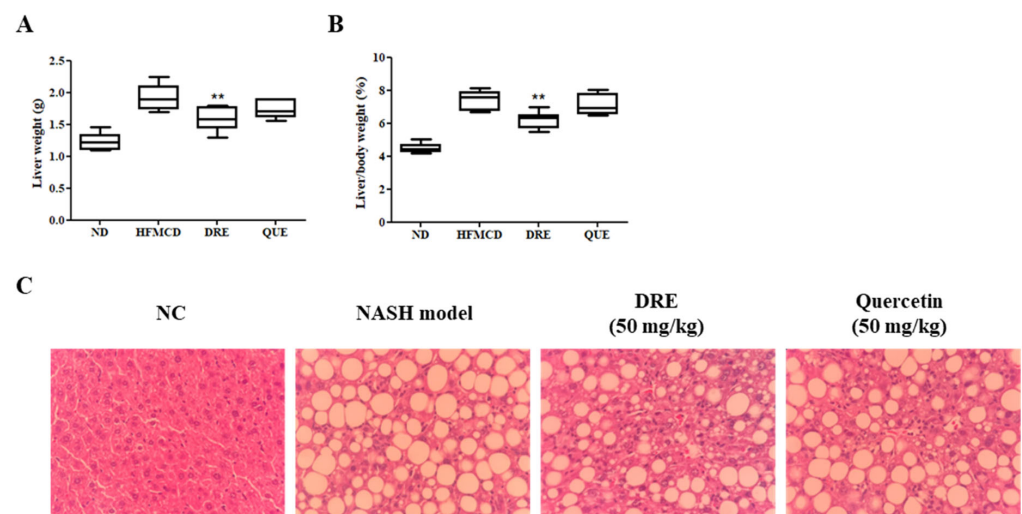 A
B
Liver weight (g)
2.5
2.0
1.5
1.0
0.5
0.0
**
ND HFMCD DRE QUE
Liver/body weight (%)
10
8
6
4
2
0
**
ND HFMCD DRE QUE
C
NC
NASH model
DRE
(50 mg/kg)
Quercetin
(50 mg/kg)